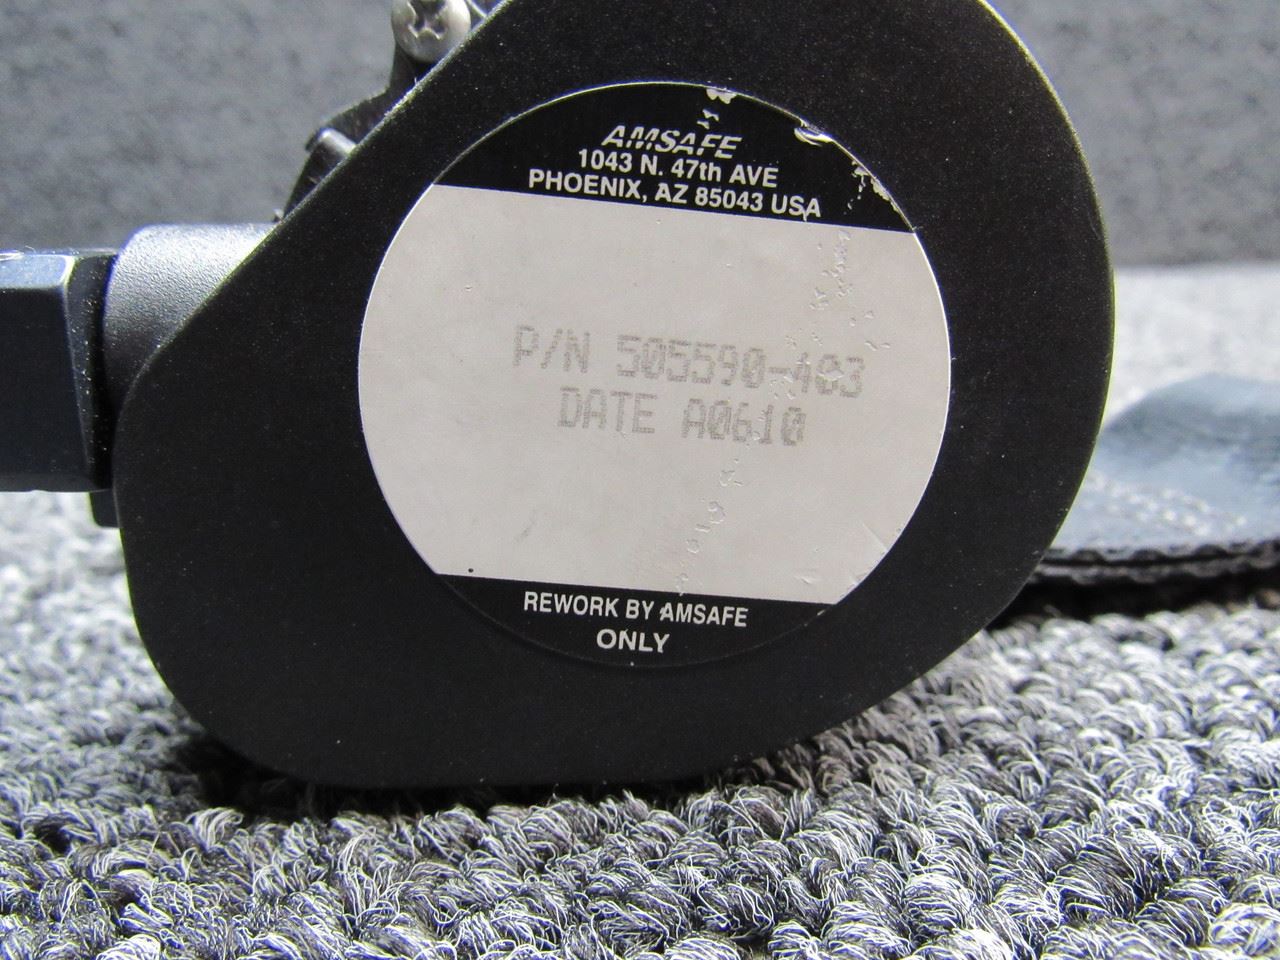 AMSAFE
1043 N. 47th AVE
PHOENIX, AZ 85043 USA
P/N 505590-403
DATE A0610
REWORK BY AMSAFE
ONLY